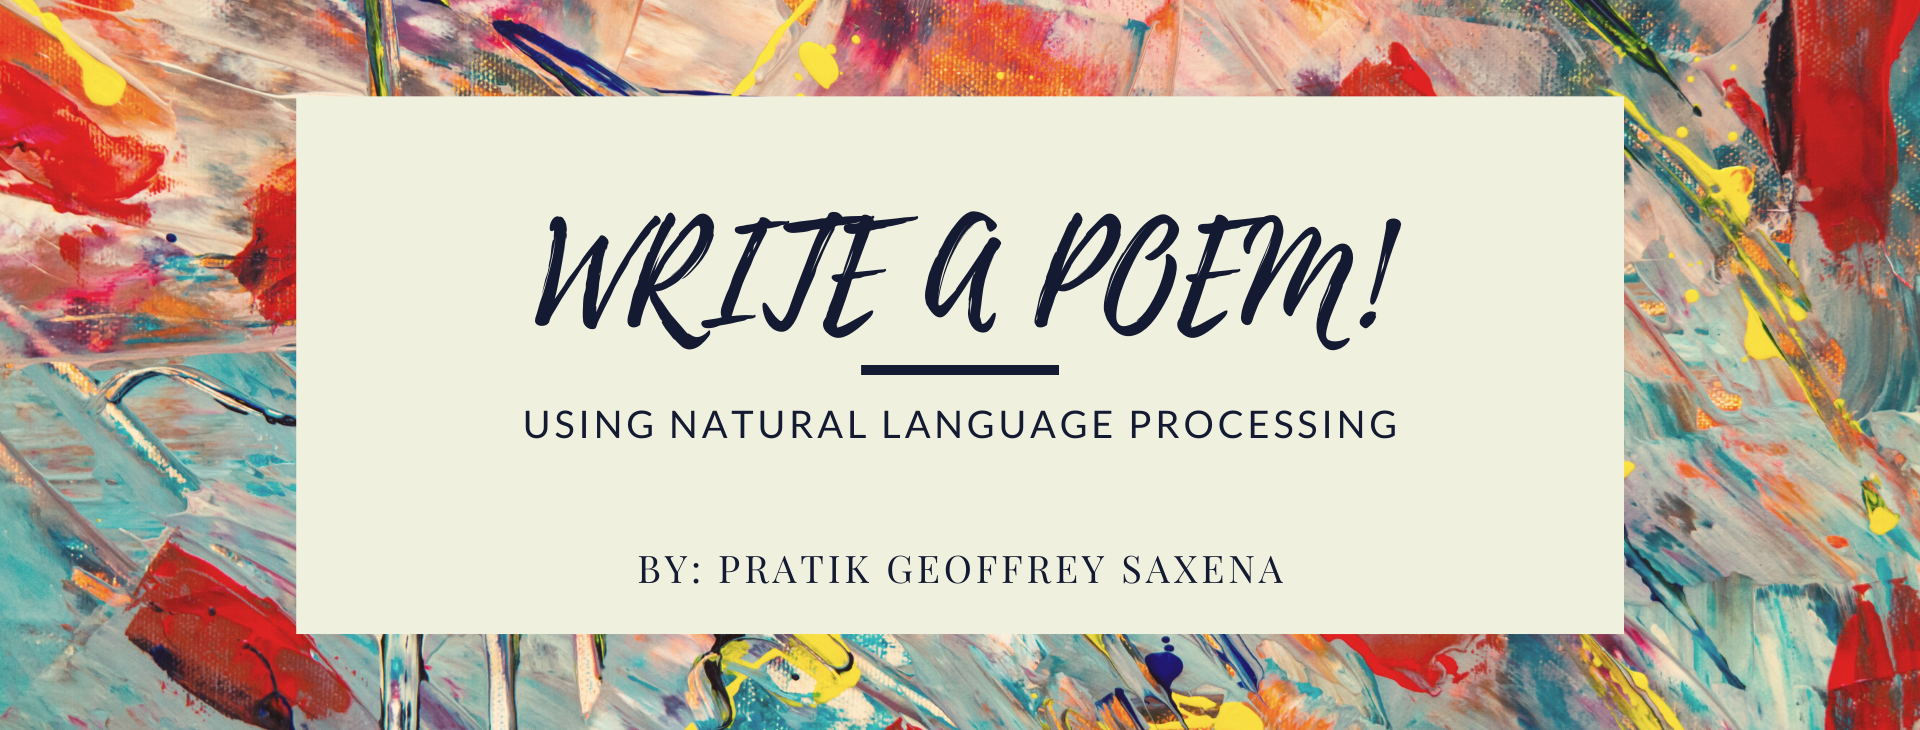 WRITE A POEM!
USING NATURAL LANGUAGE PROCESSING
BY: PRATIK GEOFFREY SAXENA